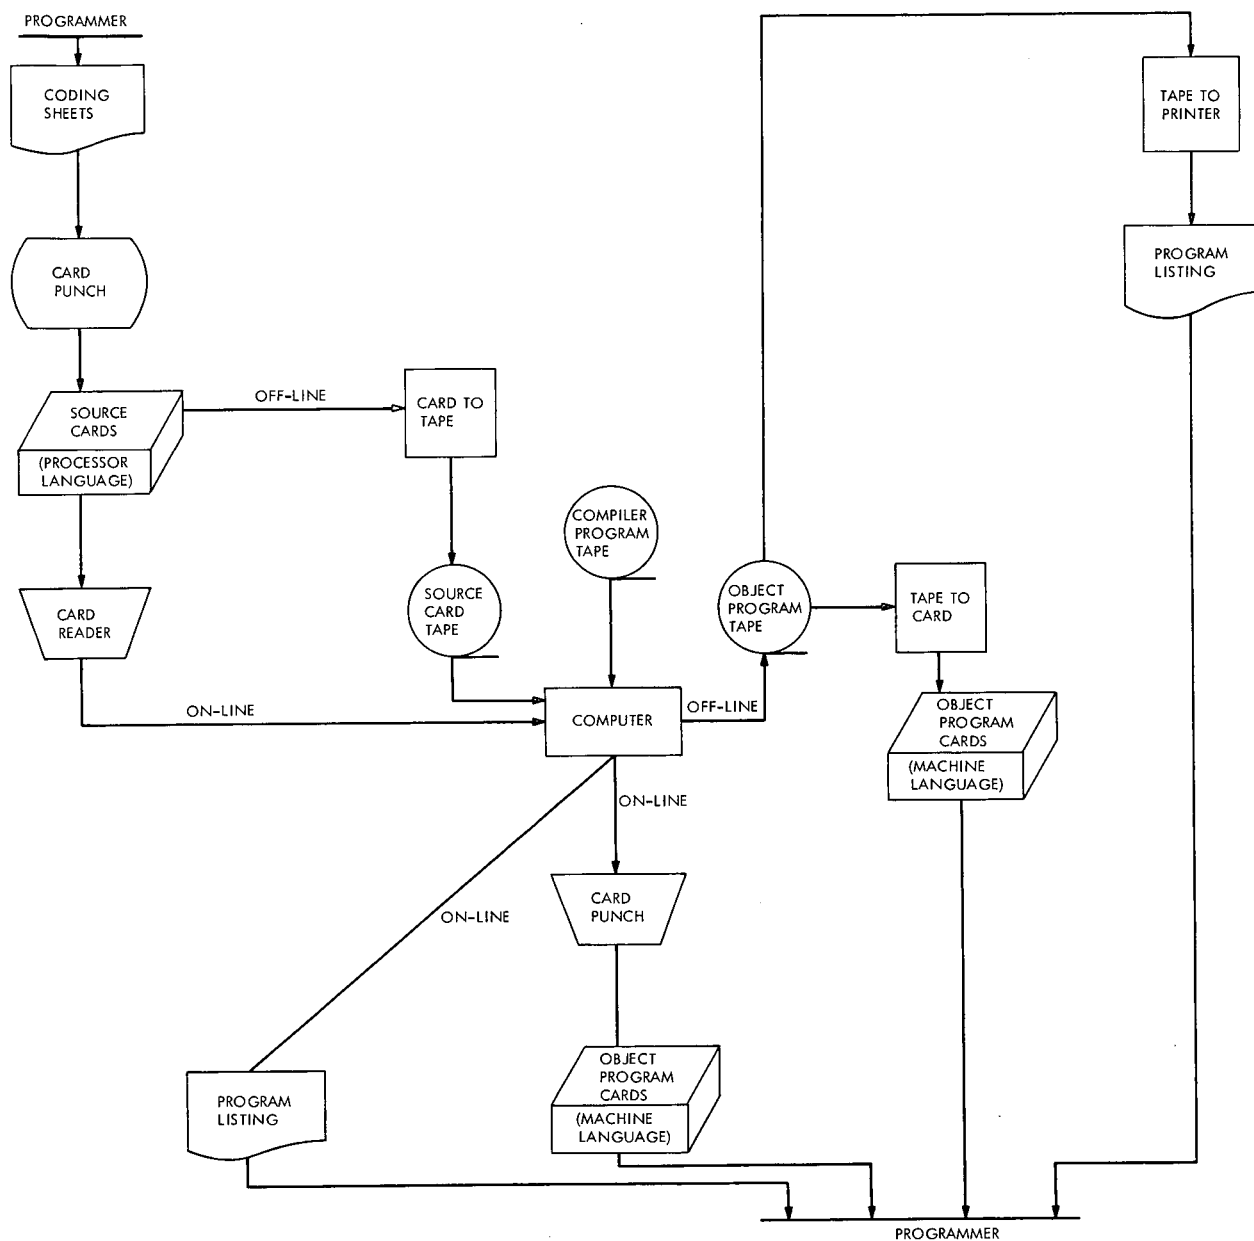 PROGRAMMER
CODING
SHEETS
CARD
PUNCH
SOURCE
CARDS
(PROCESSOR
LANGUAGE)
OFF-LINE
CARD TO
TAPE
CARD
READER
SOURCE
CARD
TAPE
COMPILER
PROGRAM
TAPE
ON-LINE
COMPUTER
OFF-LINE
OBJECT
PROGRAM
TAPE
TAPE TO
CARD
OBJECT
PROGRAM
CARDS
(MACHINE
LANGUAGE)
TAPE TO
PRINTER
PROGRAM
LISTING
ON-LINE
CARD
PUNCH
ON-LINE
OBJECT
PROGRAM
CARDS
(MACHINE
LANGUAGE)
PROGRAM
LISTING
PROGRAMMER